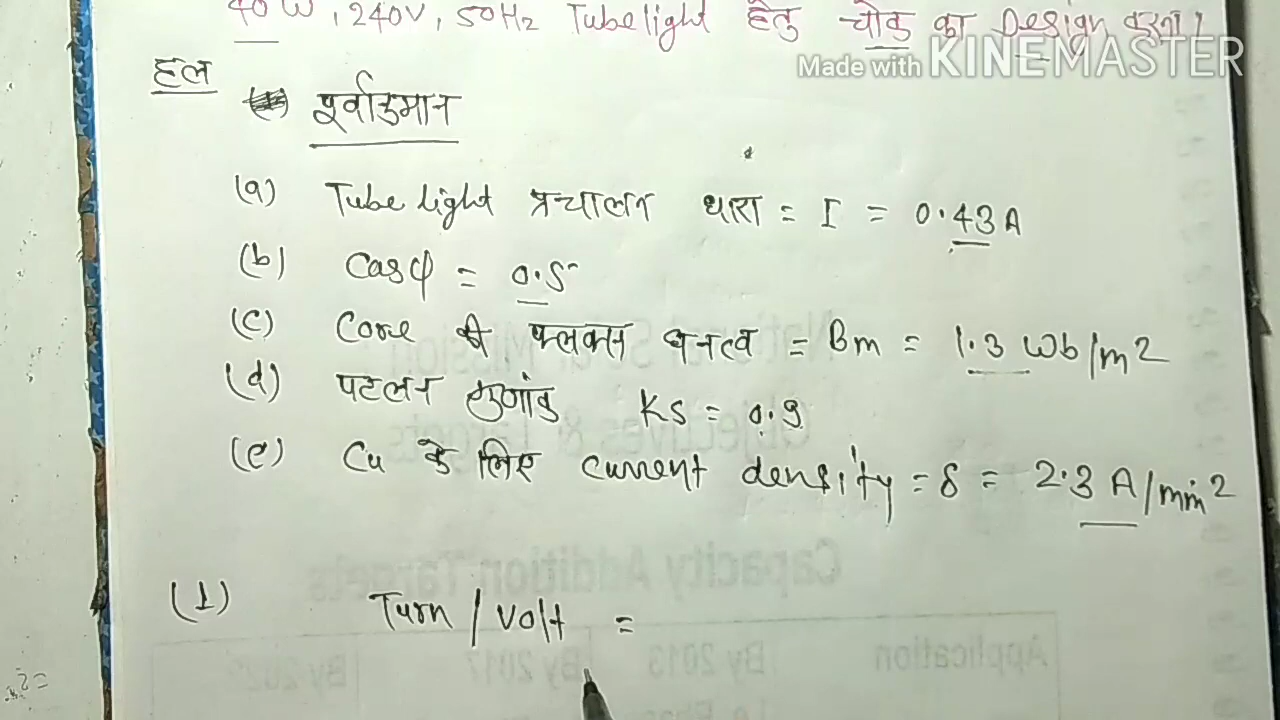 40 W, 240V, 50Hz Tubelight हेतु चोक का Design करना।
Made with KINEMASTER
हल
पूर्वानुमान
(a) Tube light प्रचालन धारा = I = 0.43 A
(b) Cosφ = 0.5
(c) Core में फ्लक्स घनत्व = Bm = 1.3 Wb/m2
(d) पटलन गुणांक Ks = 0.9
(e) Cu के लिए Current density = δ = 2.3 A/mm2
(1) Turn / Volt =